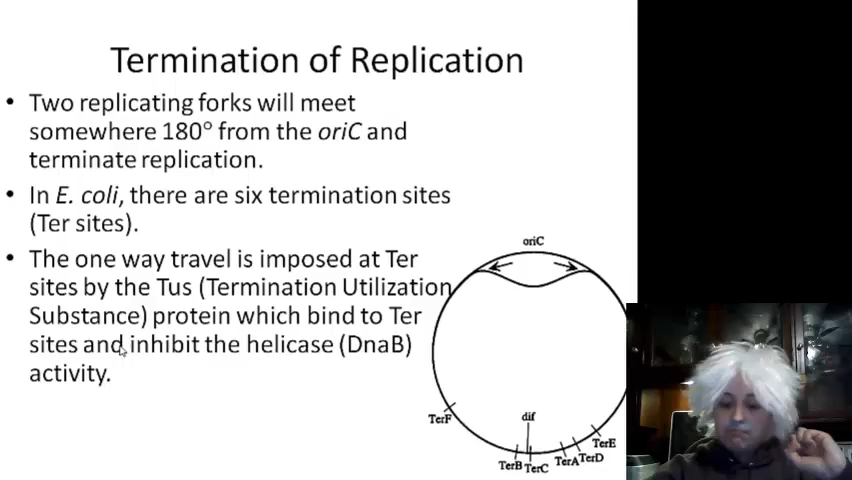 Termination of Replication
• Two replicating forks will meet
somewhere 180° from the oriC and
terminate replication.
• In E. coli, there are six termination sites
(Ter sites).
• The one way travel is imposed at Ter
sites by the Tus (Termination Utilization
Substance) protein which bind to Ter
sites and inhibit the helicase (DnaB)
activity.
oriC
TerF
dif
TerB
TerC
TerA
TerD
TerE